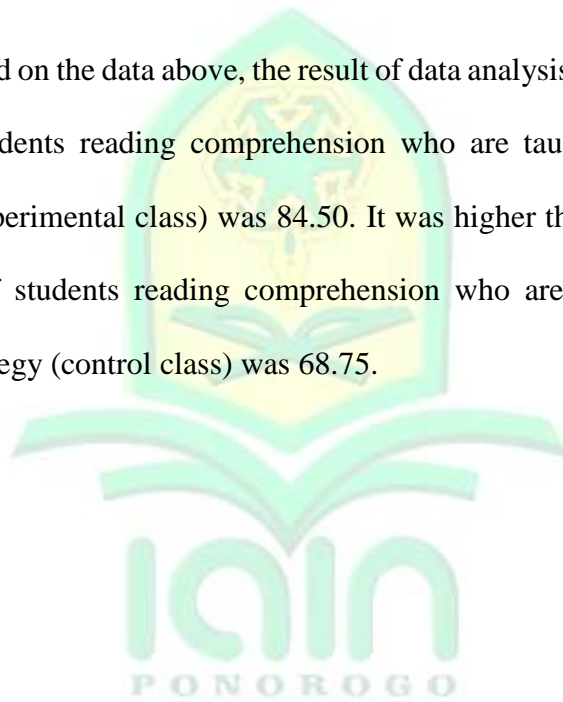 d on the data above, the result of data analysis
dents reading comprehension who are tau
perimental class) was 84.50. It was higher th
f students reading comprehension who are
egy (control class) was 68.75.
iain
PONOROGO